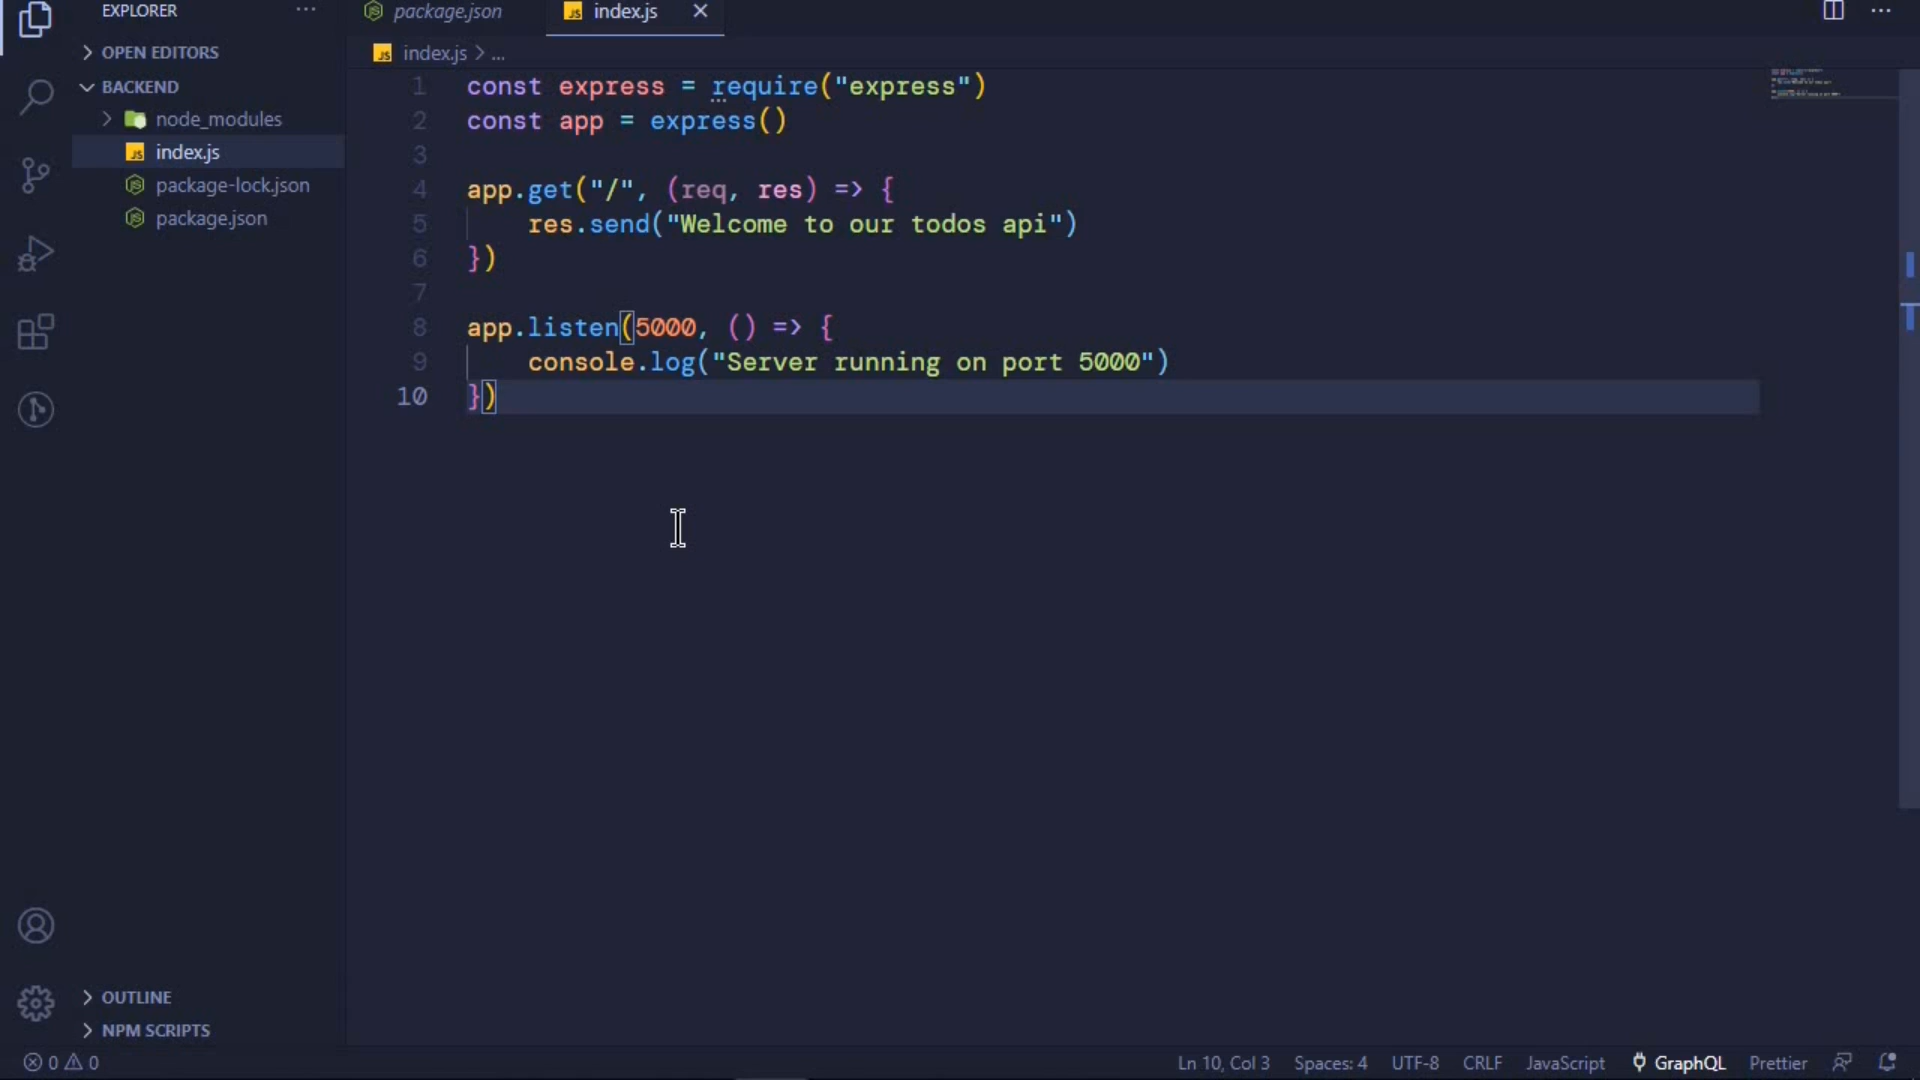 EXPLORER
OPEN EDITORS
BACKEND
node_modules
index.js
package-lock.json
package.json
OUTLINE
NPM SCRIPTS
package.json
index.js
index.js > ...
1 const express = require("express")
2 const app = express()
3
4 app.get("/", (req, res) => {
5 res.send("Welcome to our todos api")
6 })
7
8 app.listen(5000, () => {
9 console.log("Server running on port 5000")
10 })
0 0
Ln 10, Col 3 Spaces: 4 UTF-8 CRLF JavaScript GraphQL Prettier